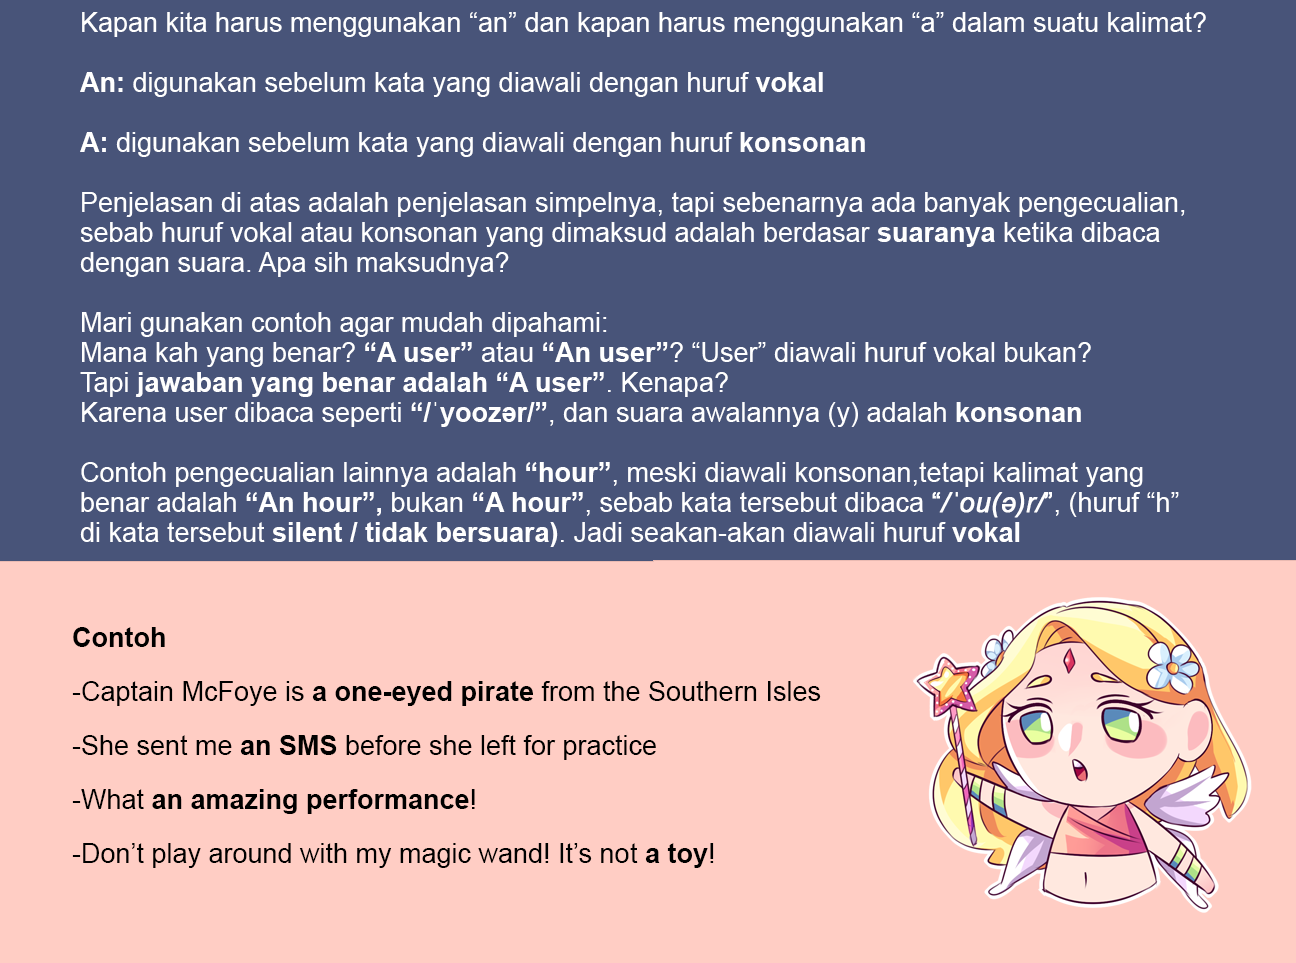 Kapan kita harus menggunakan “an” dan kapan harus menggunakan “a” dalam suatu kalimat?
An: digunakan sebelum kata yang diawali dengan huruf vokal
A: digunakan sebelum kata yang diawali dengan huruf konsonan
Penjelasan di atas adalah penjelasan simpelnya, tapi sebenarnya ada banyak pengecualian,
sebab huruf vokal atau konsonan yang dimaksud adalah berdasar suaranya ketika dibaca
dengan suara. Apa sih maksudnya?
Mari gunakan contoh agar mudah dipahami:
Mana kah yang benar? “A user” atau “An user”? “User” diawali huruf vokal bukan?
Tapi jawaban yang benar adalah “A user”. Kenapa?
Karena user dibaca seperti “/ˈyoozər/”, dan suara awalannya (y) adalah konsonan
Contoh pengecualian lainnya adalah “hour”, meski diawali konsonan,tetapi kalimat yang
benar adalah “An hour”, bukan “A hour”, sebab kata tersebut dibaca “/ˈou(ə)r/”, (huruf “h”
di kata tersebut silent / tidak bersuara). Jadi seakan-akan diawali huruf vokal
Contoh
-Captain McFoye is a one-eyed pirate from the Southern Isles
-She sent me an SMS before she left for practice
-What an amazing performance!
-Don’t play around with my magic wand! It’s not a toy!